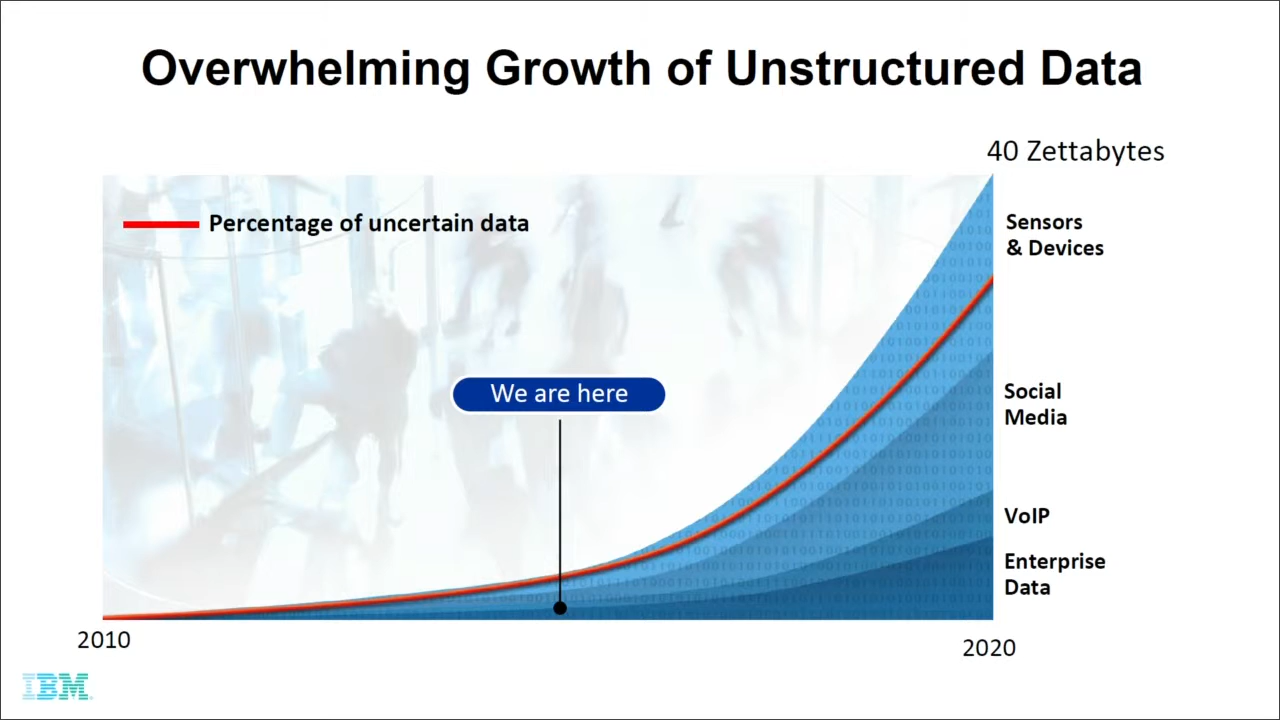 Overwhelming Growth of Unstructured Data
40 Zettabytes
Percentage of uncertain data
Sensors
& Devices
We are here
Social
Media
VoIP
Enterprise
Data
2010
2020
IBM